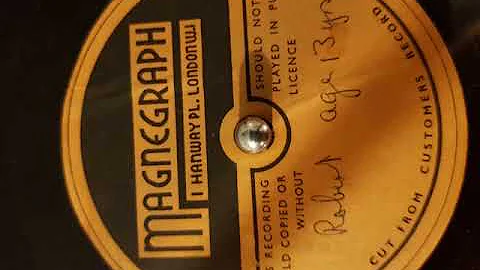 MAGNEGRAPH
1 HANWAY PL. LONDON W.1
S RECORDING SHOULD NOT
LD COPIED OR PLAYED IN PU
WITHOUT LICENCE
Robert age 13 yrs
CUT FROM CUSTOMERS RECORD